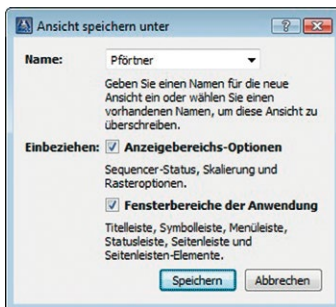 Ansicht speichern unter
Name: Pförtner
Geben Sie einen Namen für die neue
Ansicht ein oder wählen Sie einen
vorhandenen Namen, um diese Ansicht zu
überschreiben.
Einbeziehen: Anzeigebereichs-Optionen
Sequencer-Status, Skalierung und
Rasteroptionen.
Fensterbereiche der Anwendung
Titelleiste, Symbolleiste, Menüleiste,
Statusleiste, Seitenleiste und
Seitenleisten-Elemente.
Speichern Abbrechen